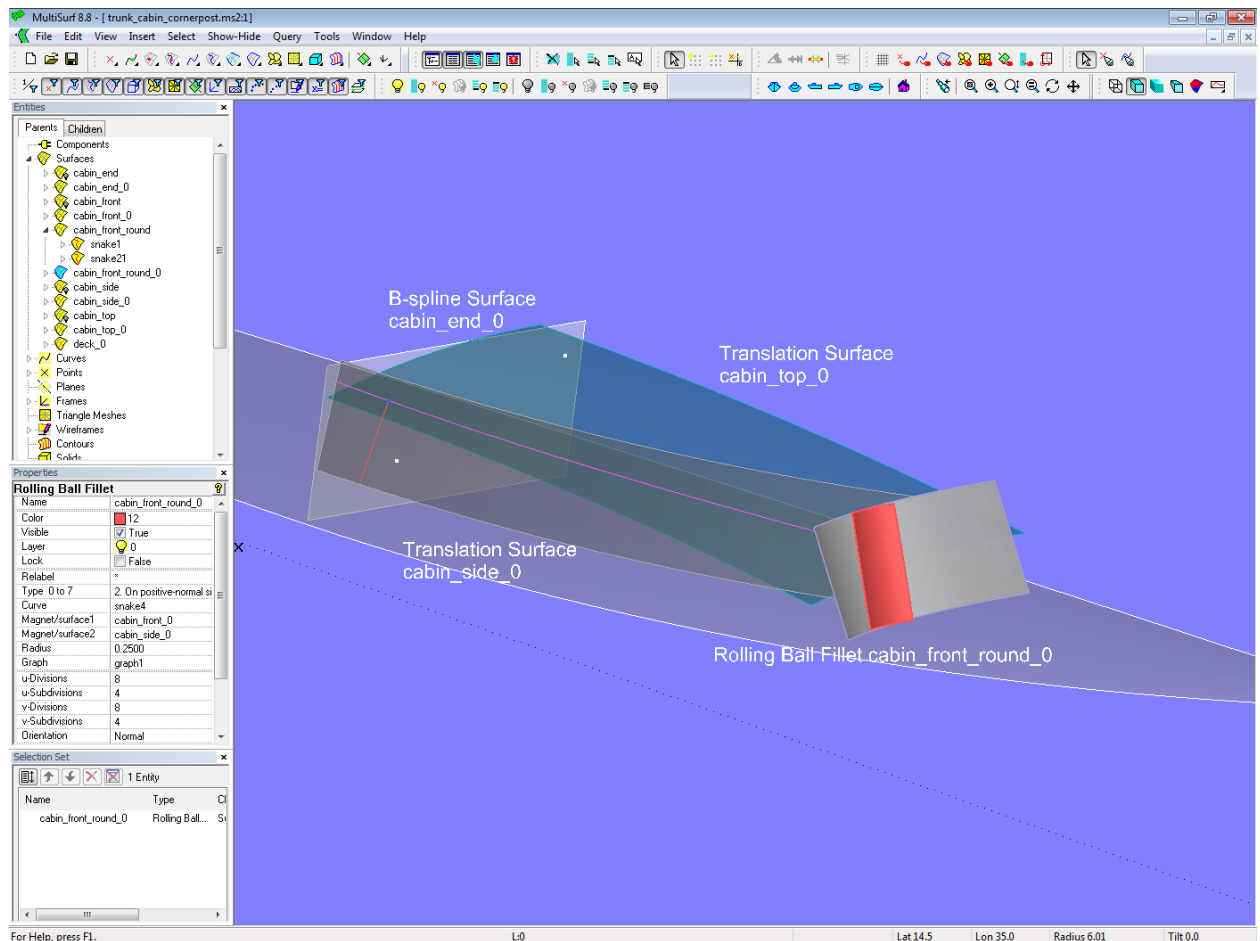 MultiSurf 8.8 - [ trunk_cabin_cornerpost.ms2:1]
File Edit View Insert Select Show-Hide Query Tools Window Help
Entities
Parents Children
Components
Surfaces
cabin_end
cabin_end_0
cabin_front
cabin_front_0
cabin_front_round
snake1
snake21
cabin_front_round_0
cabin_side
cabin_side_0
cabin_top
cabin_top_0
deck_0
Curves
Points
Planes
Frames
Triangle Meshes
Wireframes
Contours
Solids
Properties
Rolling Ball Fillet
Name cabin_front_round_0
Color 12
Visible True
Layer 0
Lock False
Relabel *
Type 0 to 7 2. On positive-normal si
Curve snake4
Magnet/surface1 cabin_front_0
Magnet/surface2 cabin_side_0
Radius 0.2500
Graph graph1
u-Divisions 8
u-Subdivisions 4
v-Divisions 8
v-Subdivisions 4
Orientation Normal
Selection Set
1 Entity
Name Type Cl
cabin_front_round_0 Rolling Ball... Su
B-spline Surface
cabin_end_0
Translation Surface
cabin_top_0
Translation Surface
cabin_side_0
Rolling Ball Fillet cabin_front_round_0
For Help, press F1. L:0 Lat 14.5 Lon 35.0 Radius 6.01 Tilt 0.0